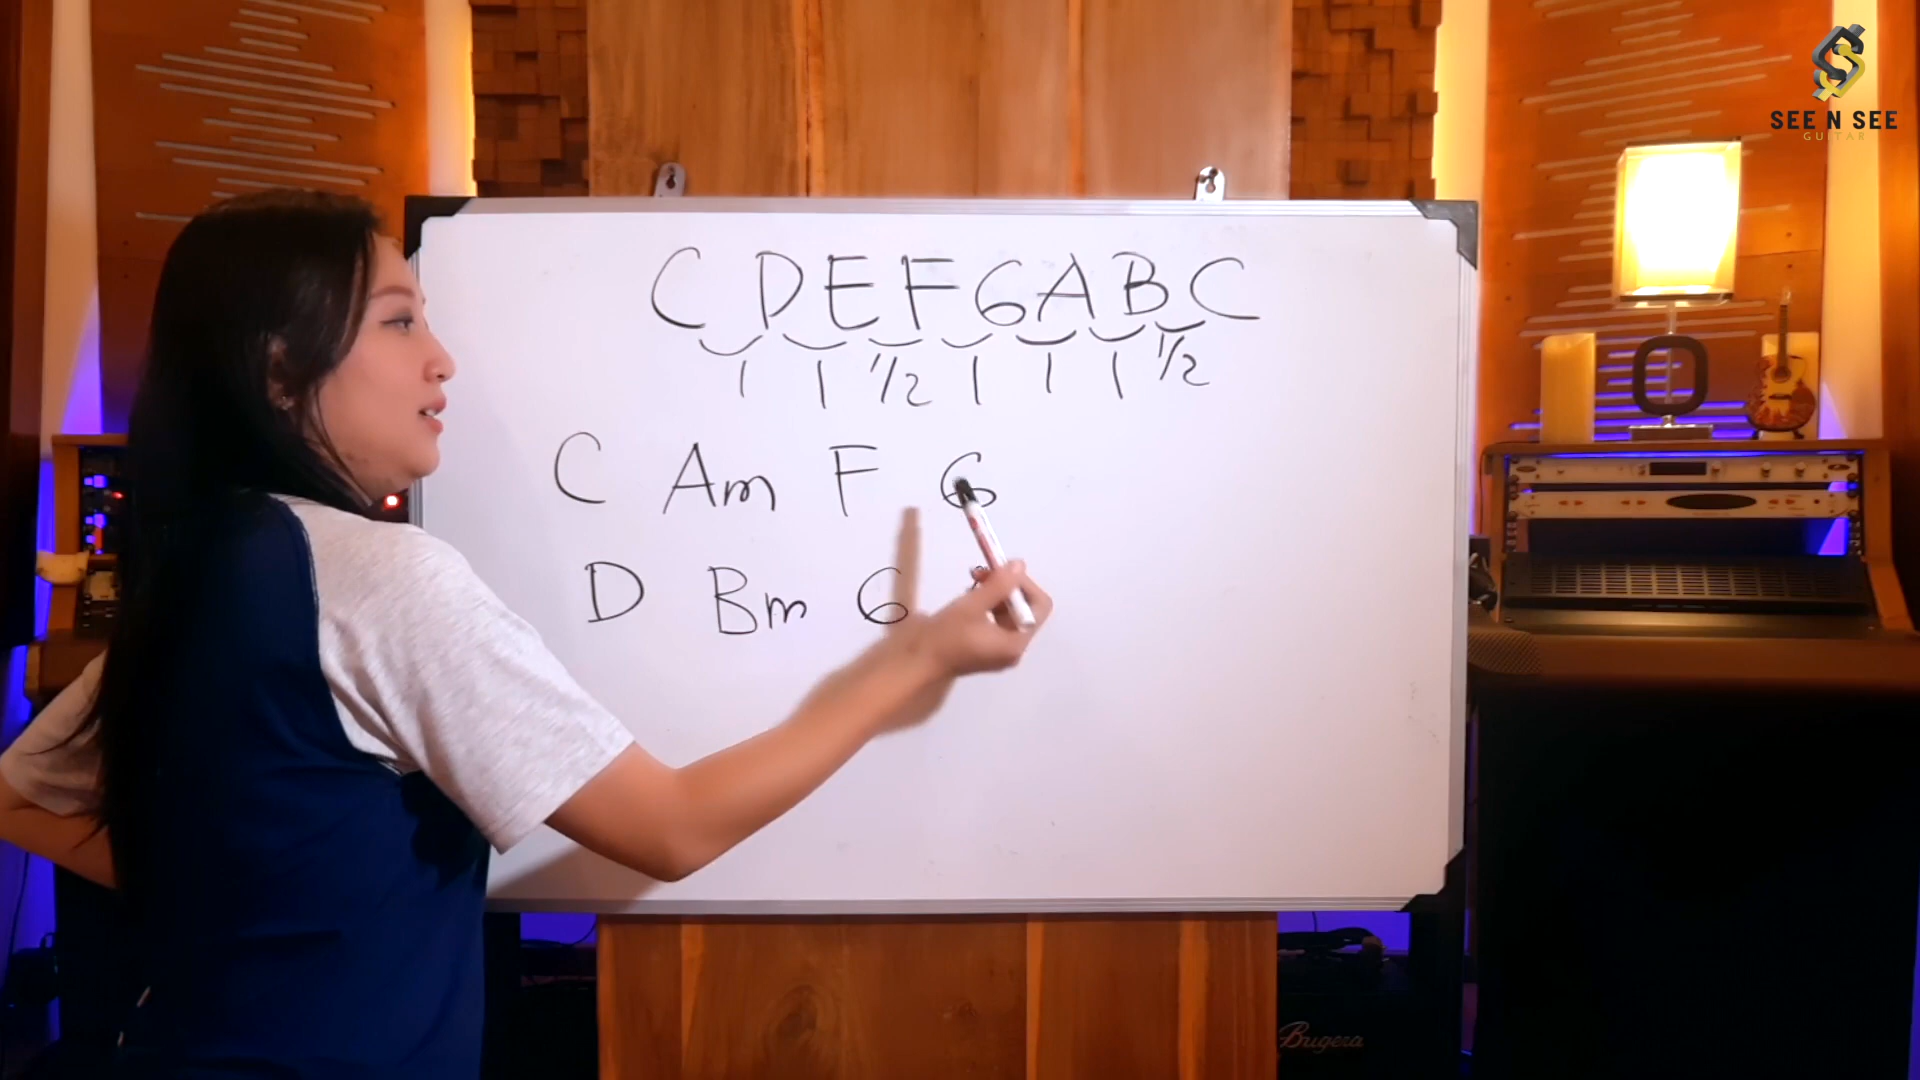 SEE N SEE
GUITAR
C D E F G A B C
1 1 1/2 1 1 1 1/2
C Am F G
D Bm G
Bugera